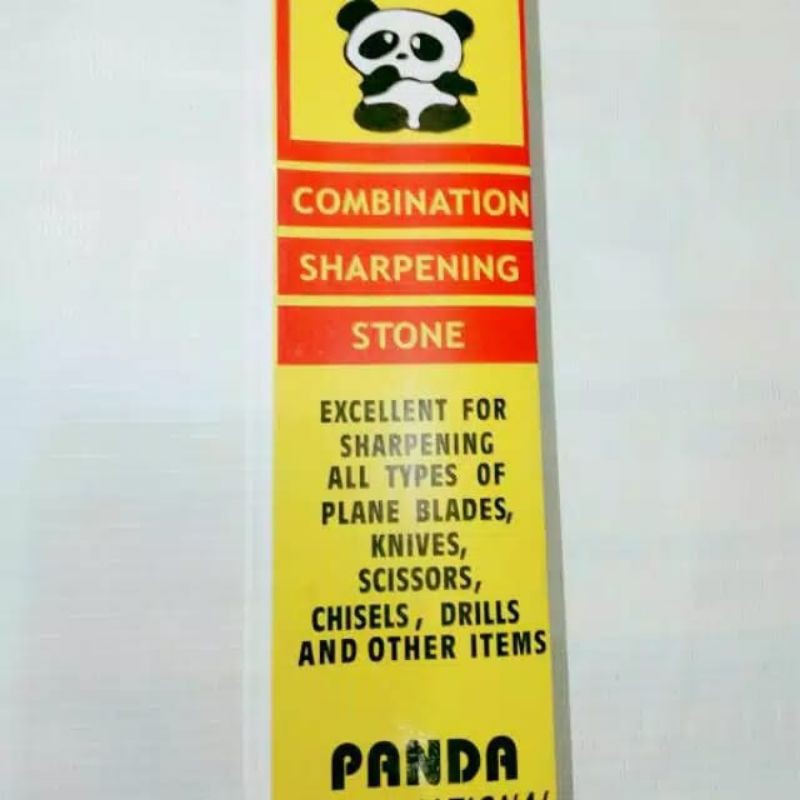 COMBINATION
SHARPENING
STONE
EXCELLENT FOR
SHARPENING
ALL TYPES OF
PLANE BLADES,
KNIVES,
SCISSORS,
CHISELS, DRILLS
AND OTHER ITEMS
PANDA